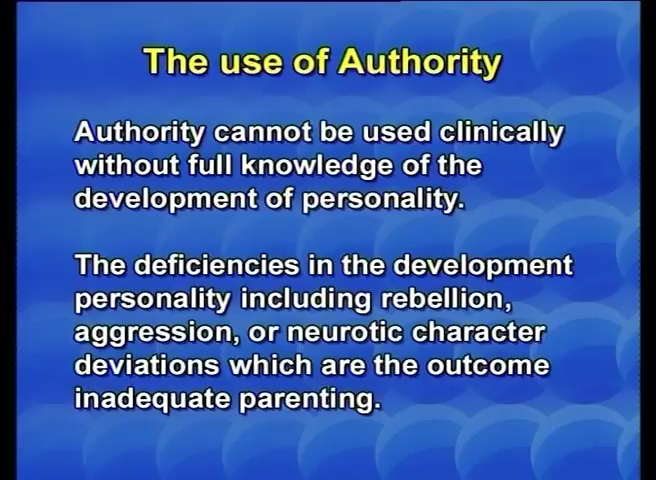 The use of Authority
Authority cannot be used clinically
without full knowledge of the
development of personality.
The deficiencies in the development
personality including rebellion,
aggression, or neurotic character
deviations which are the outcome
inadequate parenting.